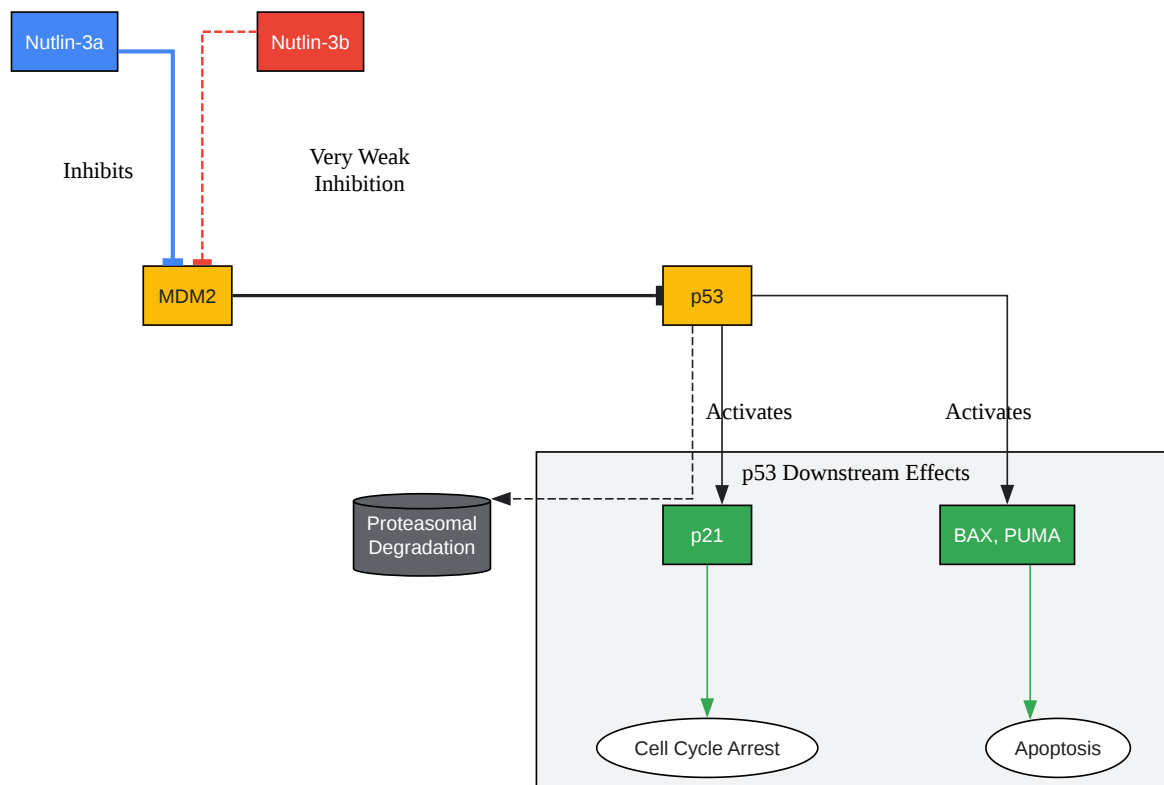 Nutlin-3a
Nutlin-3b
Inhibits
Very Weak
Inhibition
MDM2
p53
Activates
Activates
p53 Downstream Effects
Proteasomal
Degradation
p21
BAX, PUMA
Cell Cycle Arrest
Apoptosis